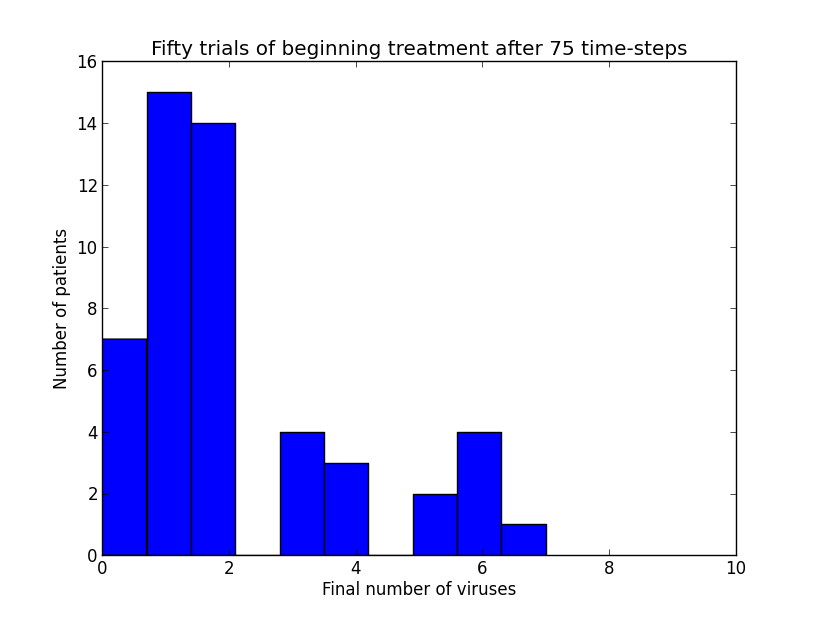 Fifty trials of beginning treatment after 75 time-steps
16
14
12
10
8
6
4
2
0
Number of patients
0 2 4 6 8 10
Final number of viruses